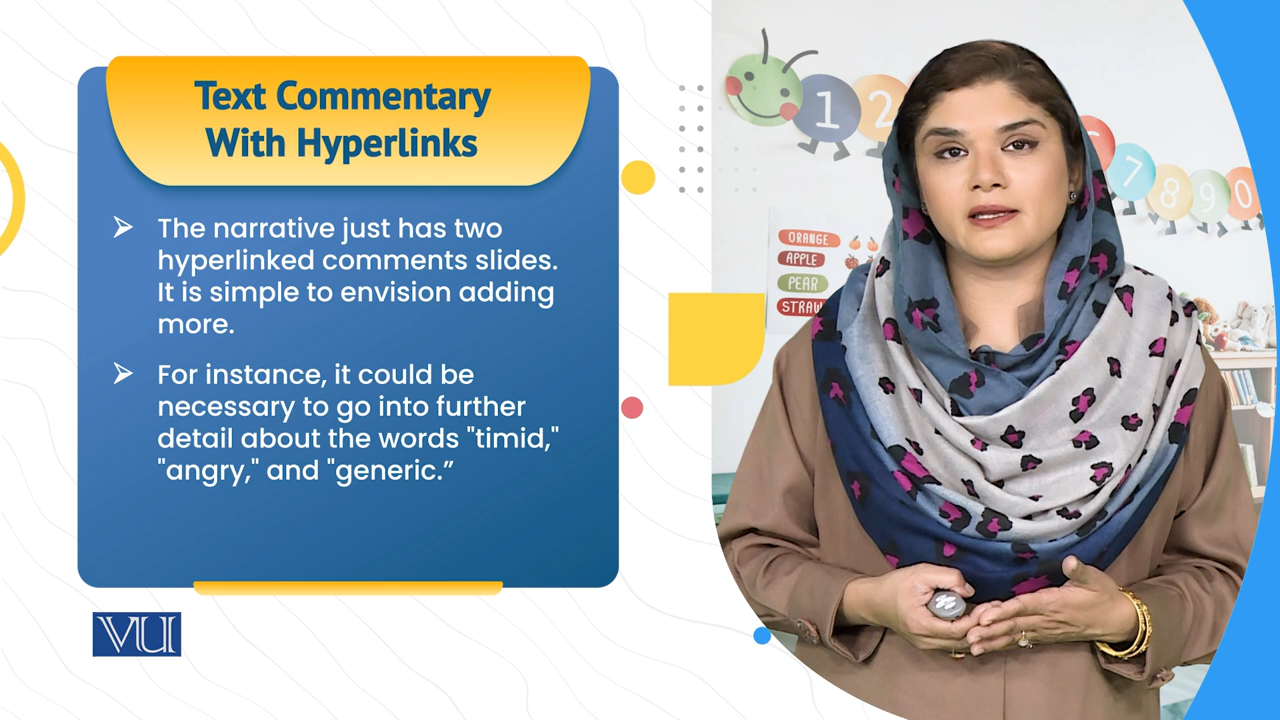 Text Commentary
With Hyperlinks
The narrative just has two
hyperlinked comments slides.
It is simple to envision adding
more.
For instance, it could be
necessary to go into further
detail about the words "timid,"
"angry," and "generic.”
VU
1 2
6 7 8 9 0
ORANGE
APPLE
PEAR